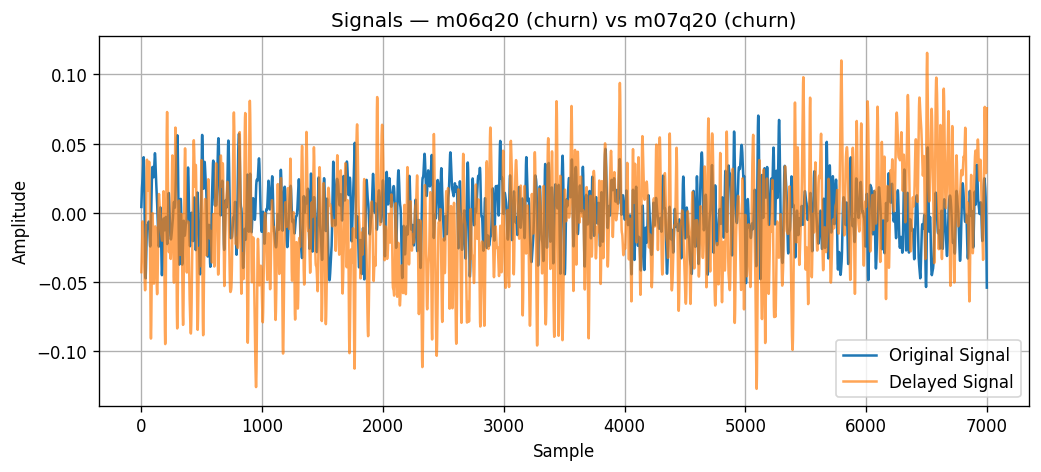 Signals — m06q20 (churn) vs m07q20 (churn)
Amplitude
0.10
0.05
0.00
−0.05
−0.10
0 1000 2000 3000 4000 5000 6000 7000
Sample
Original Signal
Delayed Signal